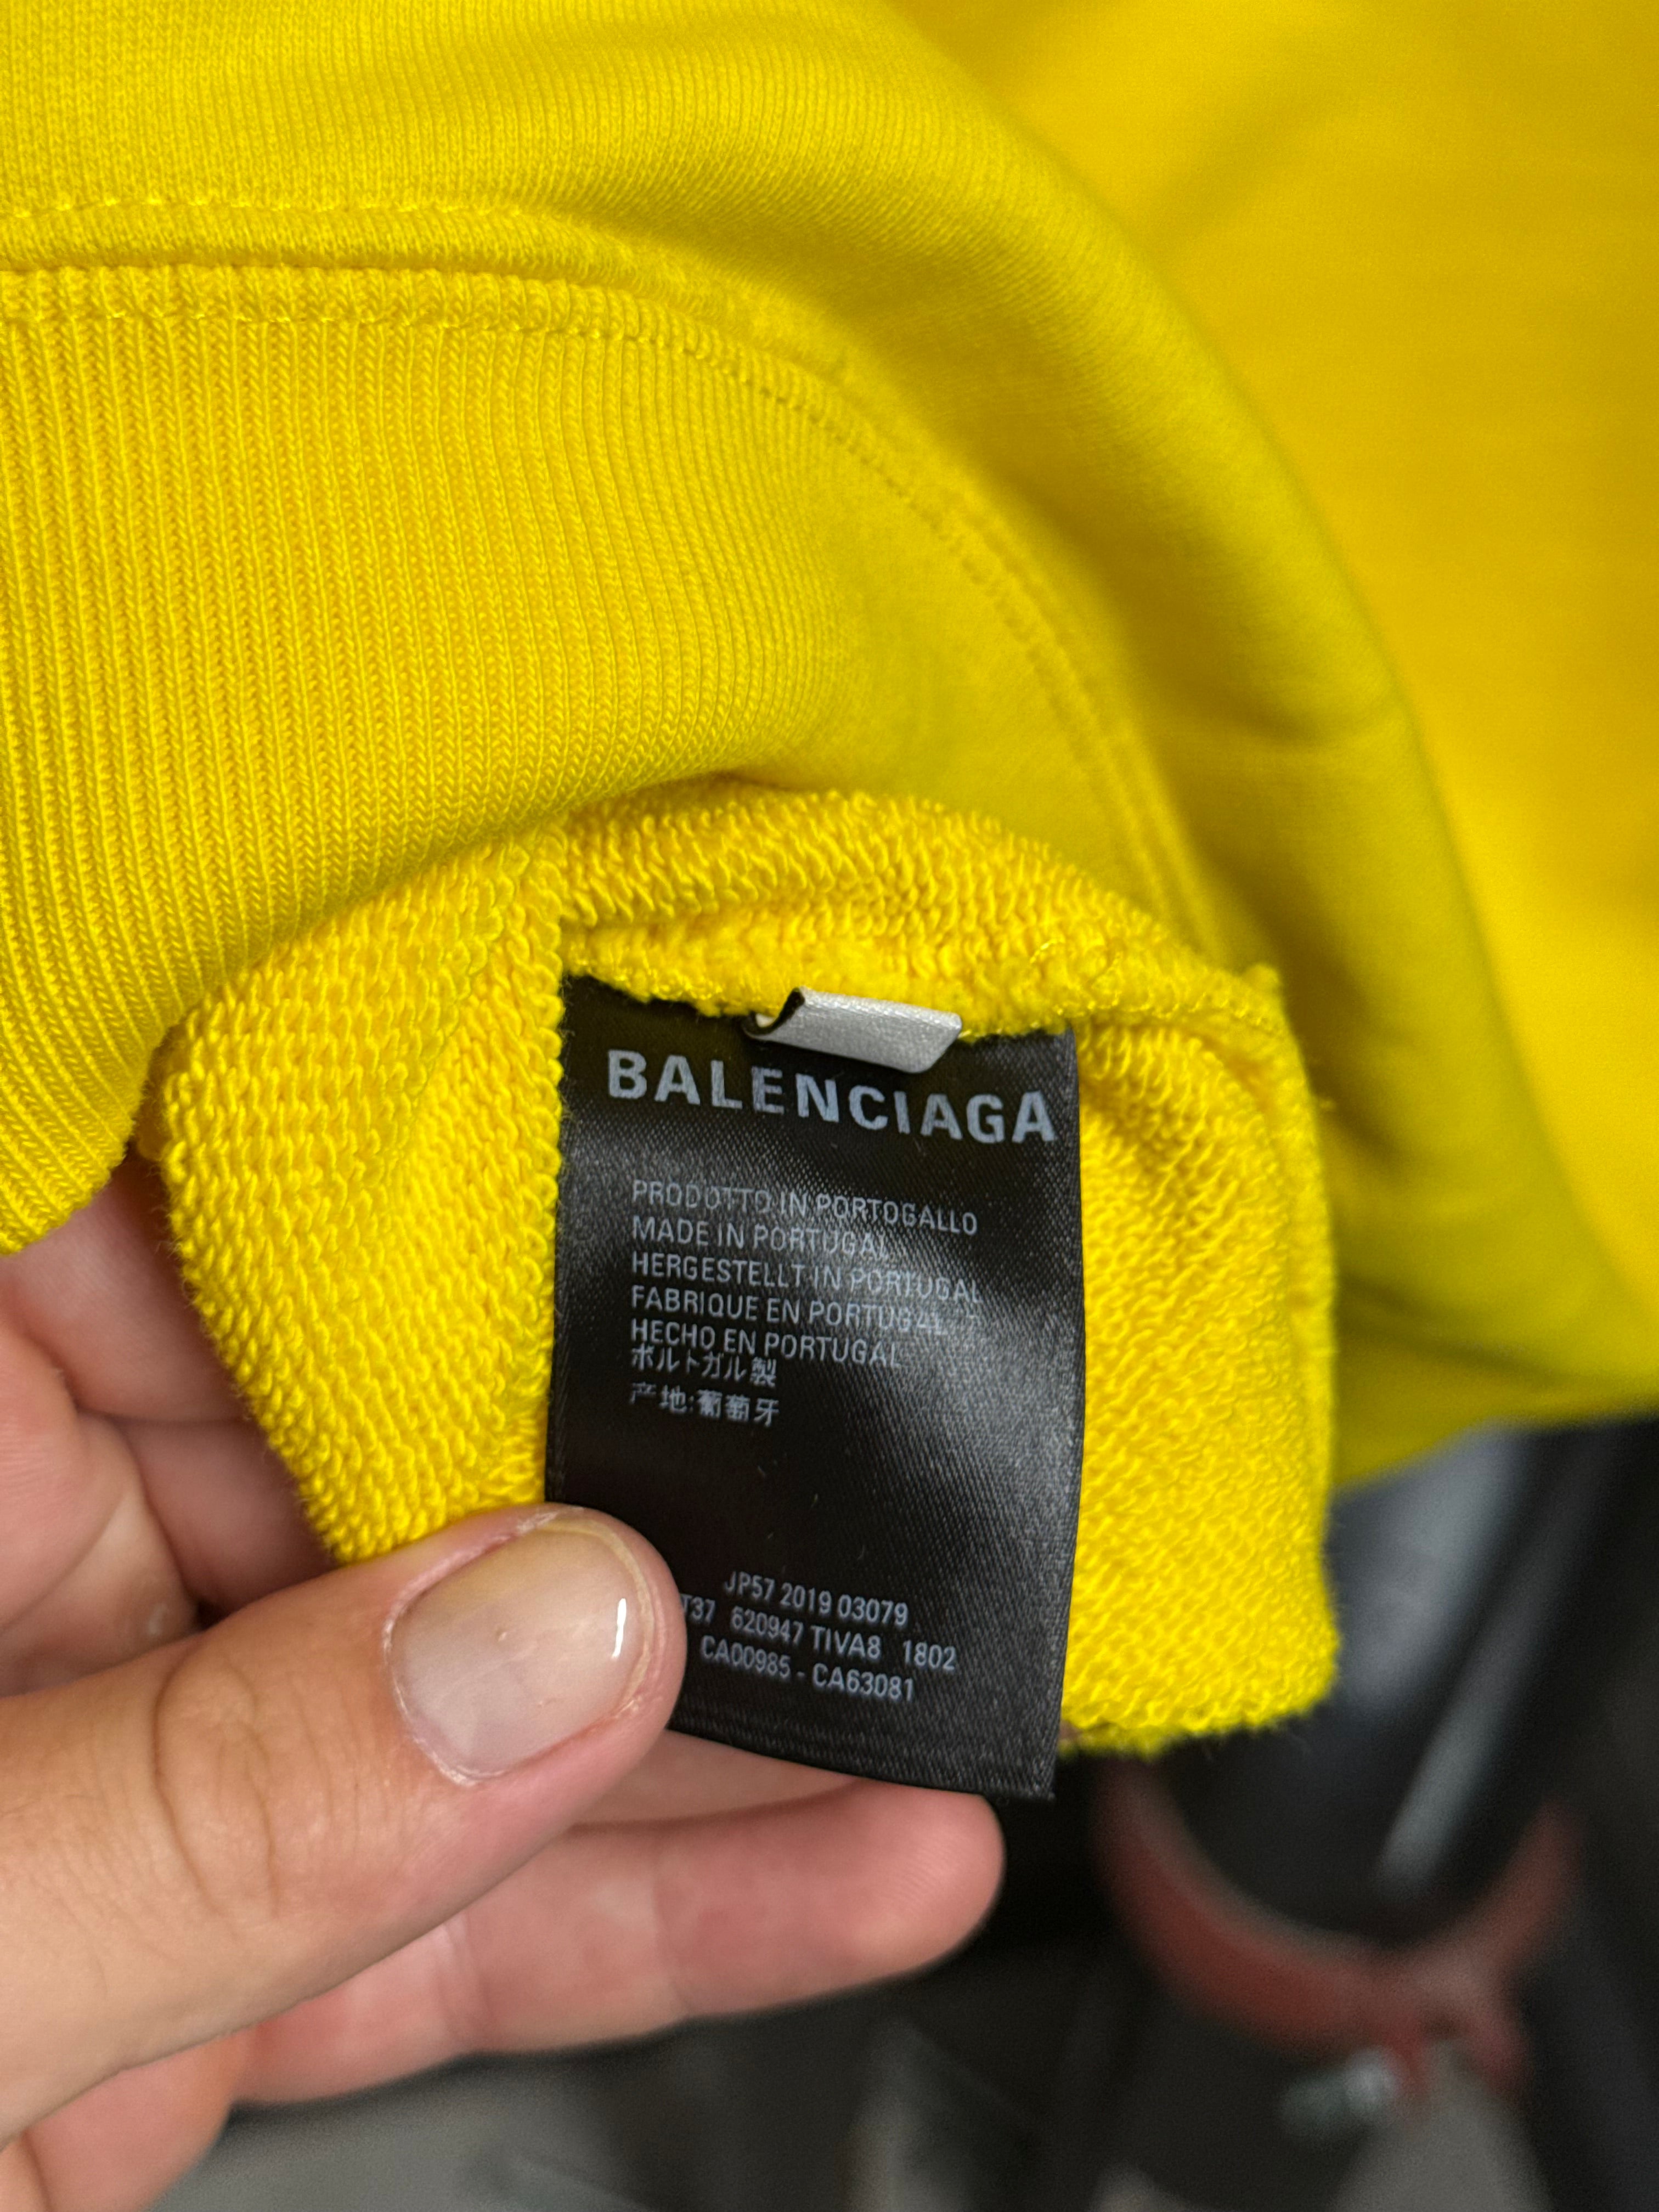 BALENCIAGA
PRODOTTO IN PORTOGALLO
MADE IN PORTUGAL
HERGESTELLT IN PORTUGAL
FABRIQUE EN PORTUGAL
HECHO EN PORTUGAL
ポルトガル製
产地:葡萄牙
JP57 2019 03079
T37 620947 TIVA8 1802
CA00985 - CA63081